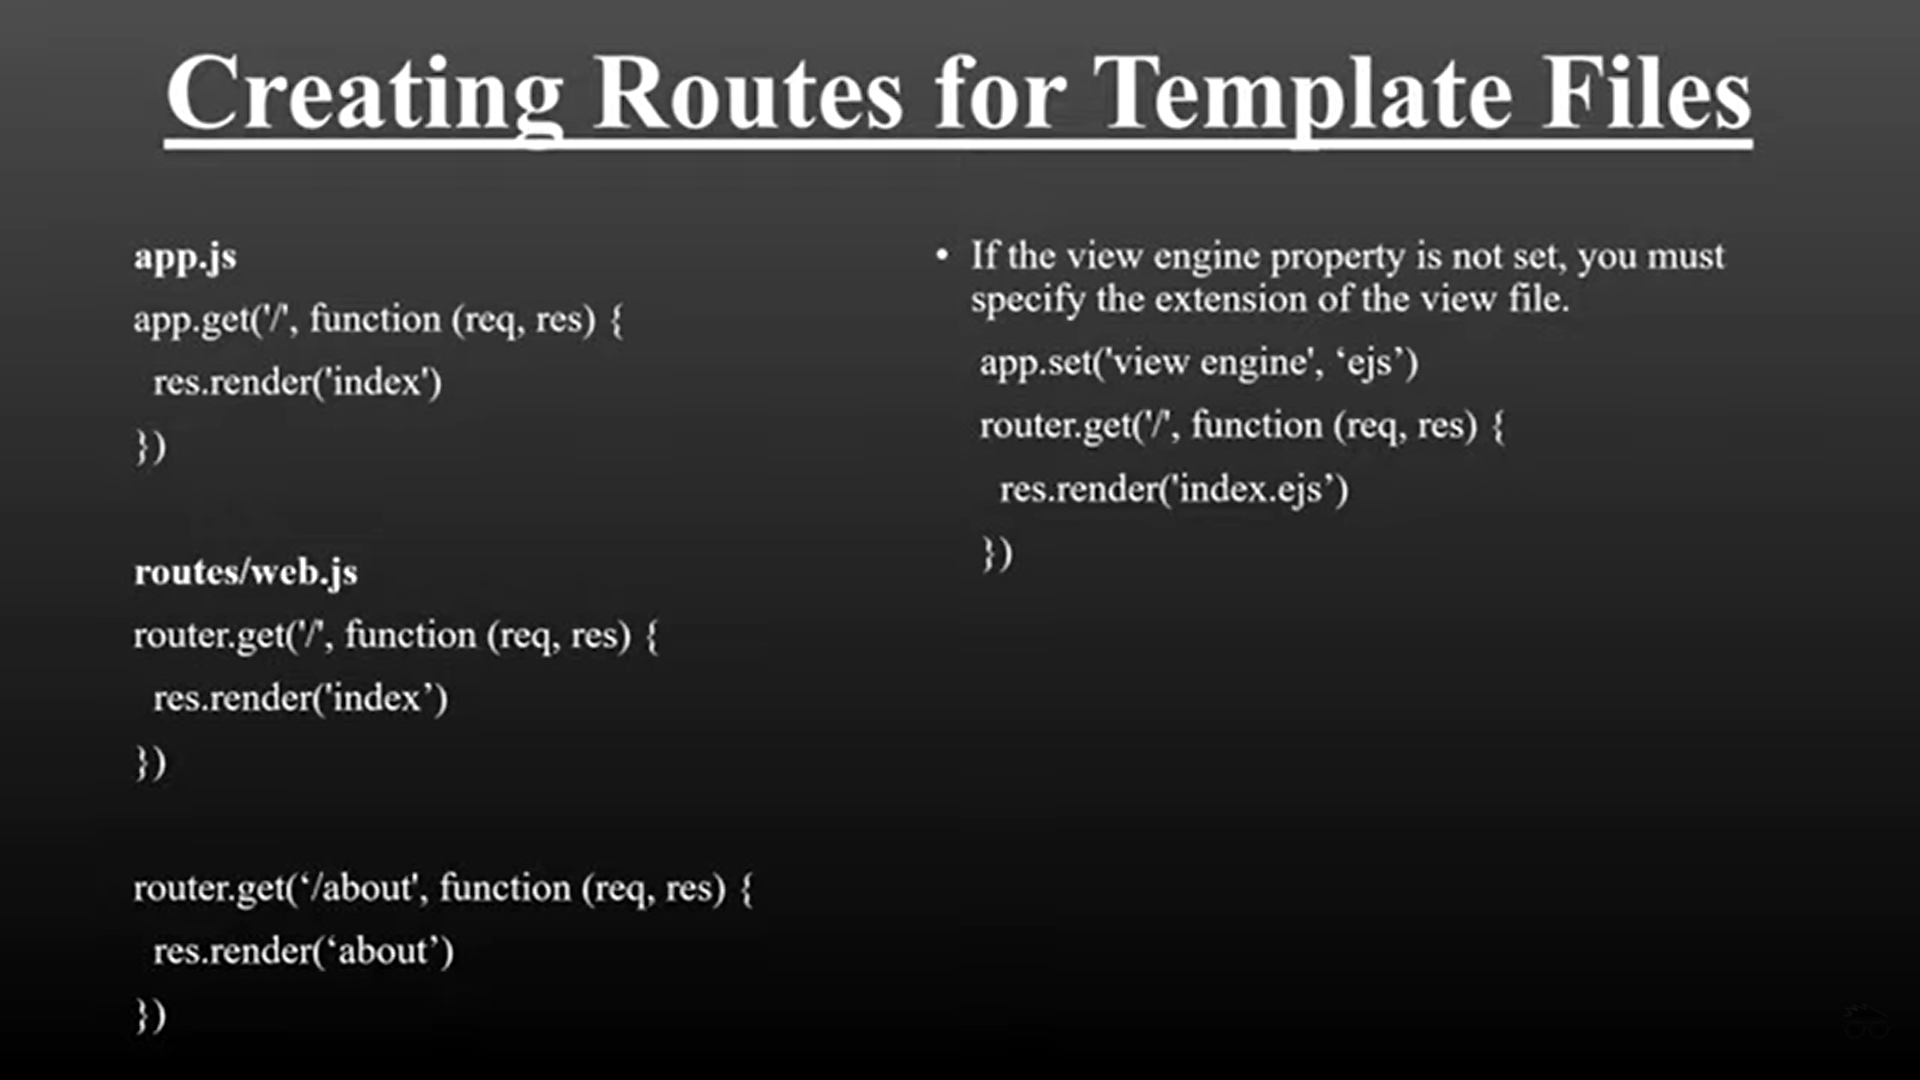 Creating Routes for Template Files
app.js
app.get('/', function (req, res) {
res.render('index')
})
routes/web.js
router.get('/', function (req, res) {
res.render('index’)
})
router.get(‘/about', function (req, res) {
res.render(‘about’)
})
• If the view engine property is not set, you must
specify the extension of the view file.
app.set('view engine', ‘ejs’)
router.get('/', function (req, res) {
res.render('index.ejs’)
})